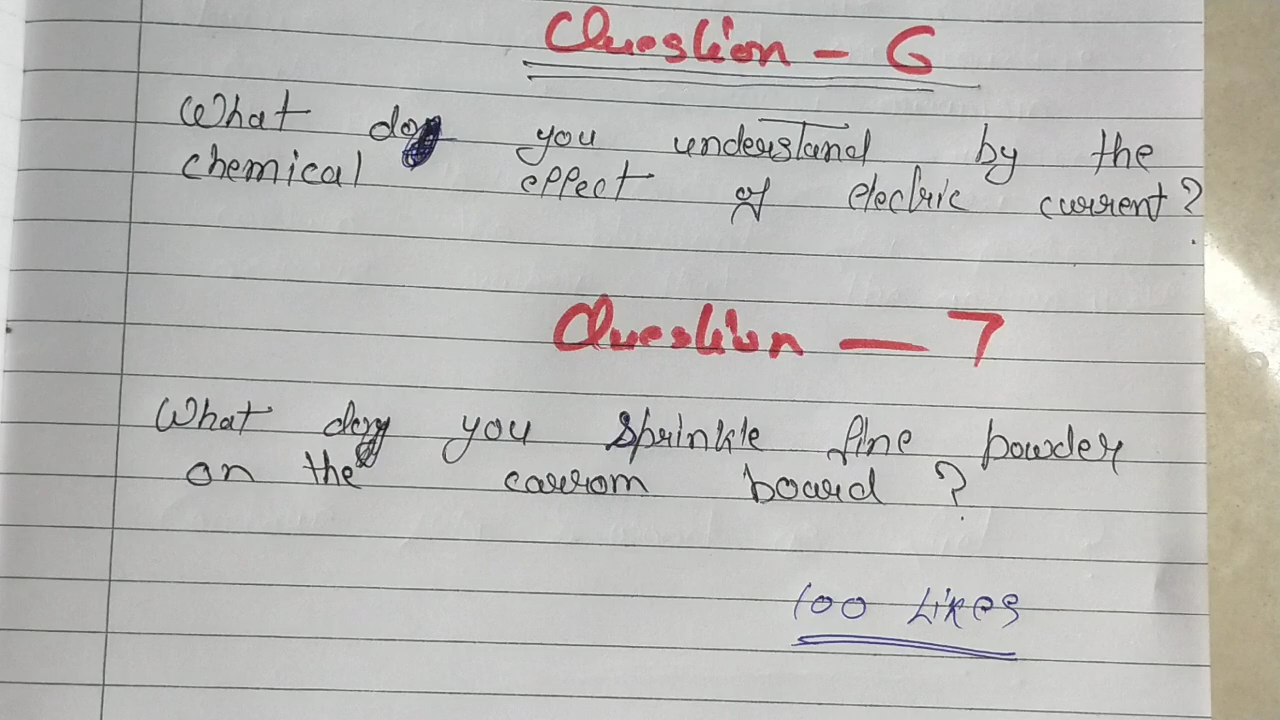 Question - 6
What do you understand by the
chemical effect of electric current?
Question - 7
What do you sprinkle fine powder
on the carrom board?
100 Likes